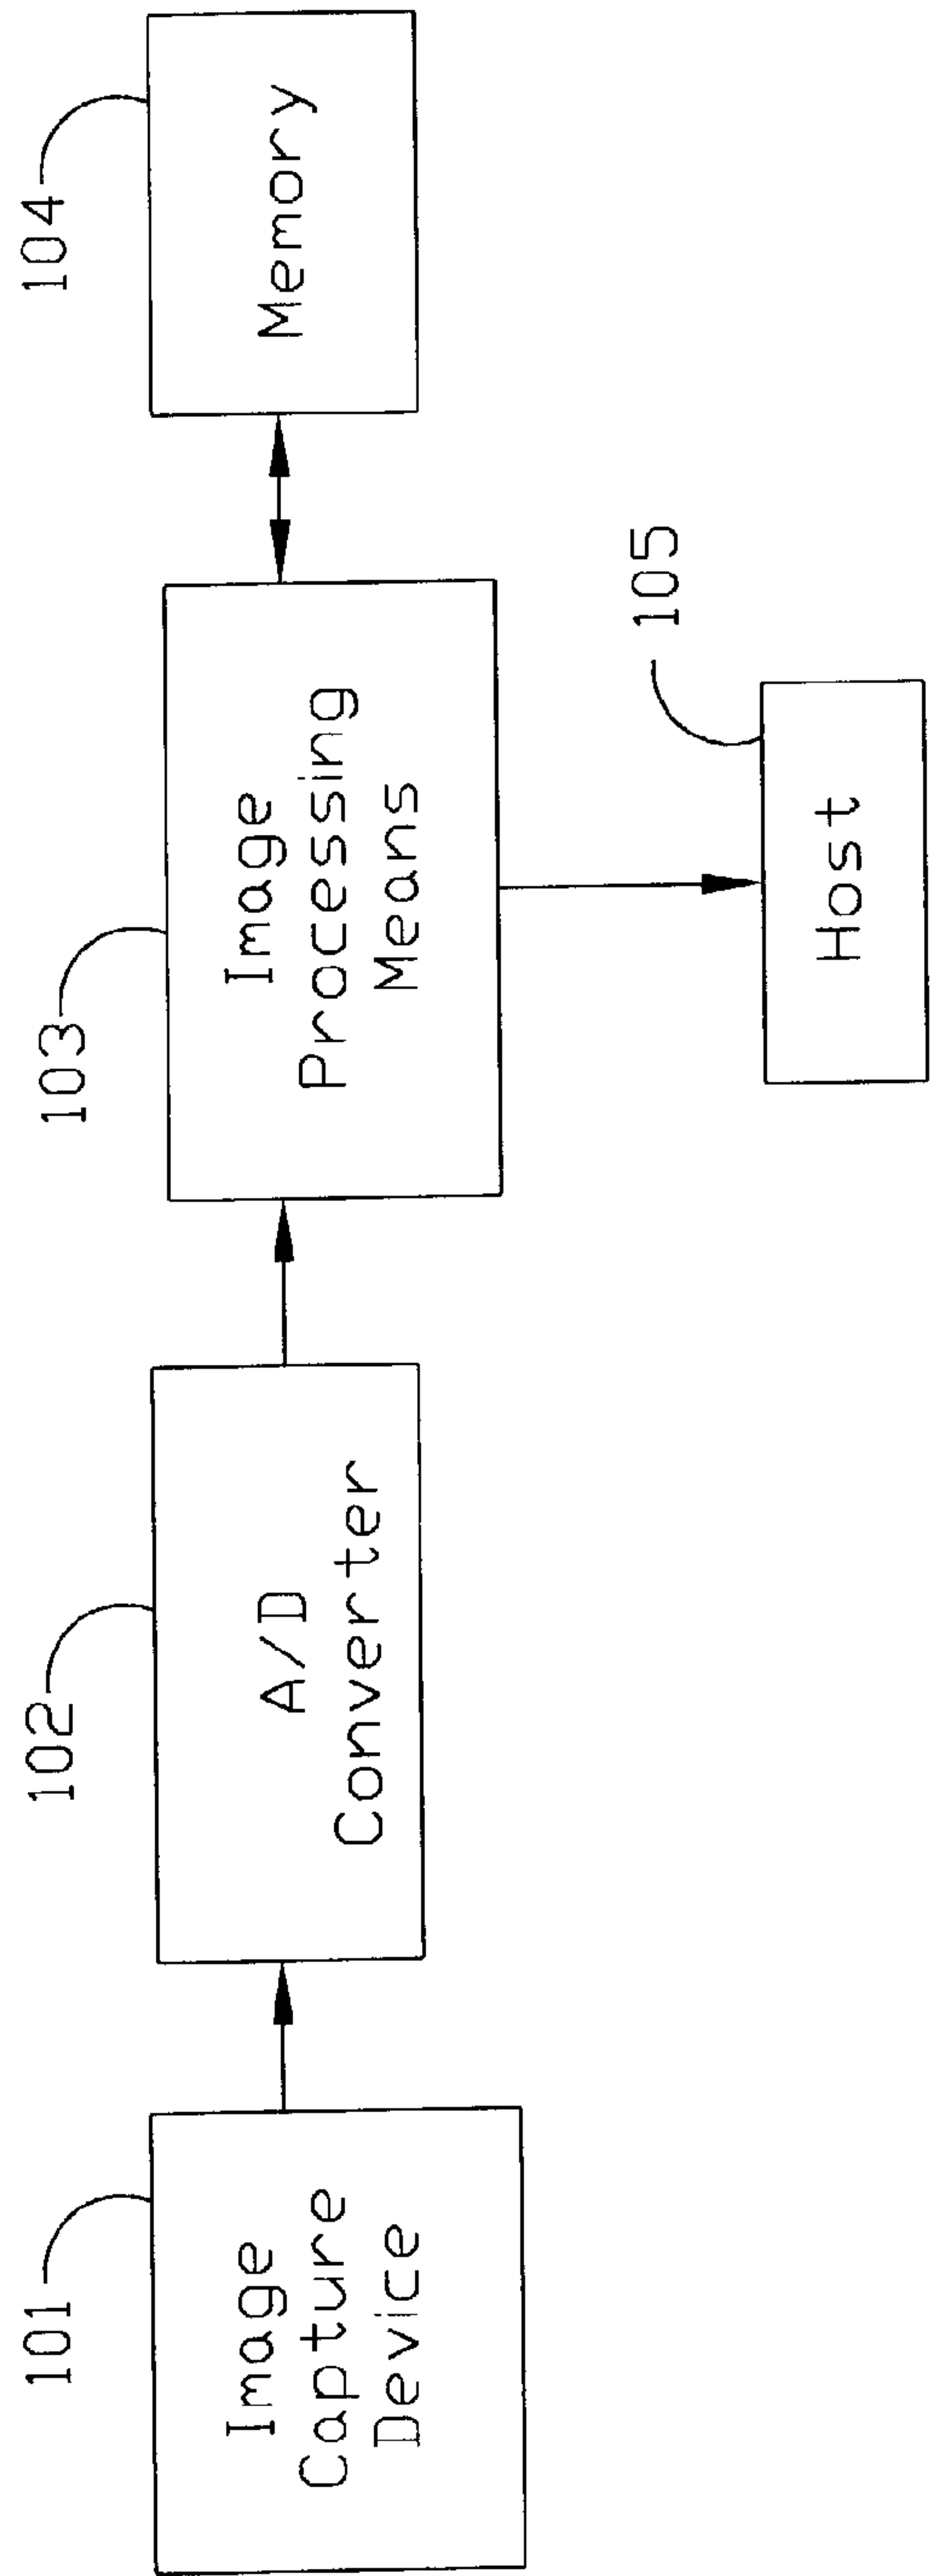 101
Image
Capture
Device
102
A/D
Converter
103
Image
Processing
Means
104
Memory
105
Host